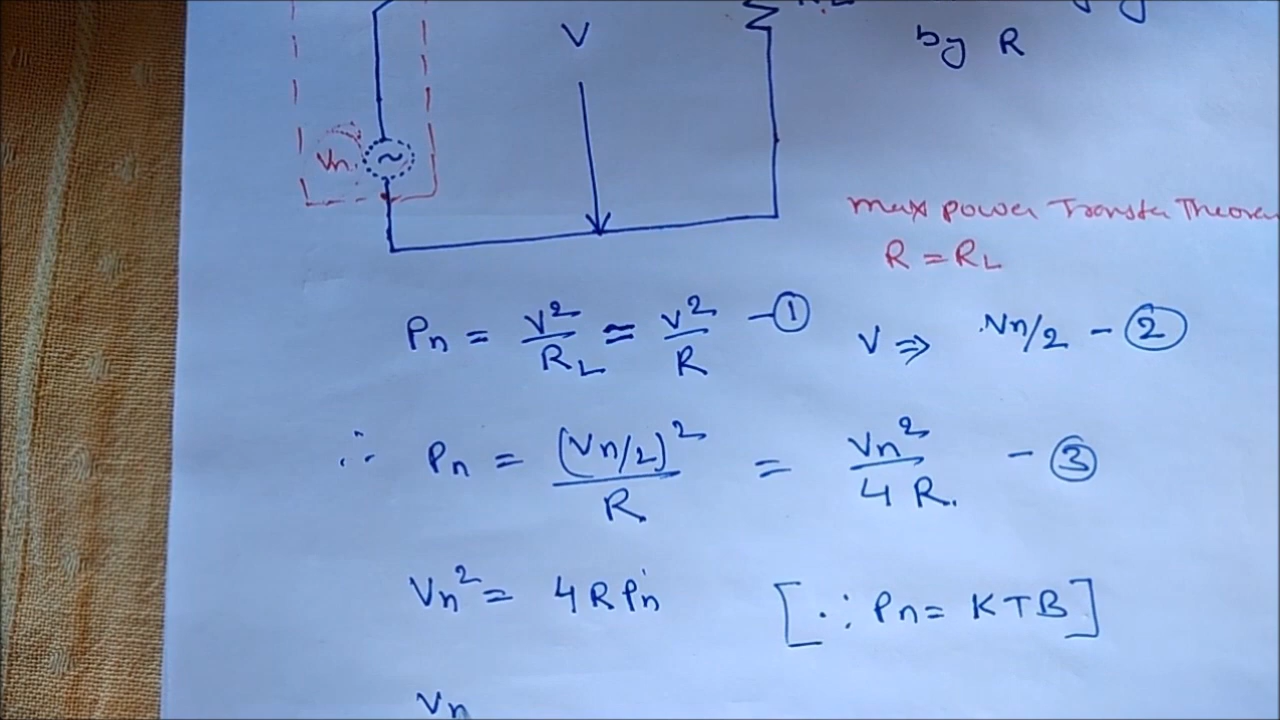 V
by R
Vn
~
max power Transfer Theorem
R = RL
Pn = V²/RL = V²/R - ① V ⇒ Vn/2 - ②
∴ Pn = (Vn/2)²/R = Vn²/4R. - ③
Vn² = 4RPn [∵ Pn = KTB]
Vn